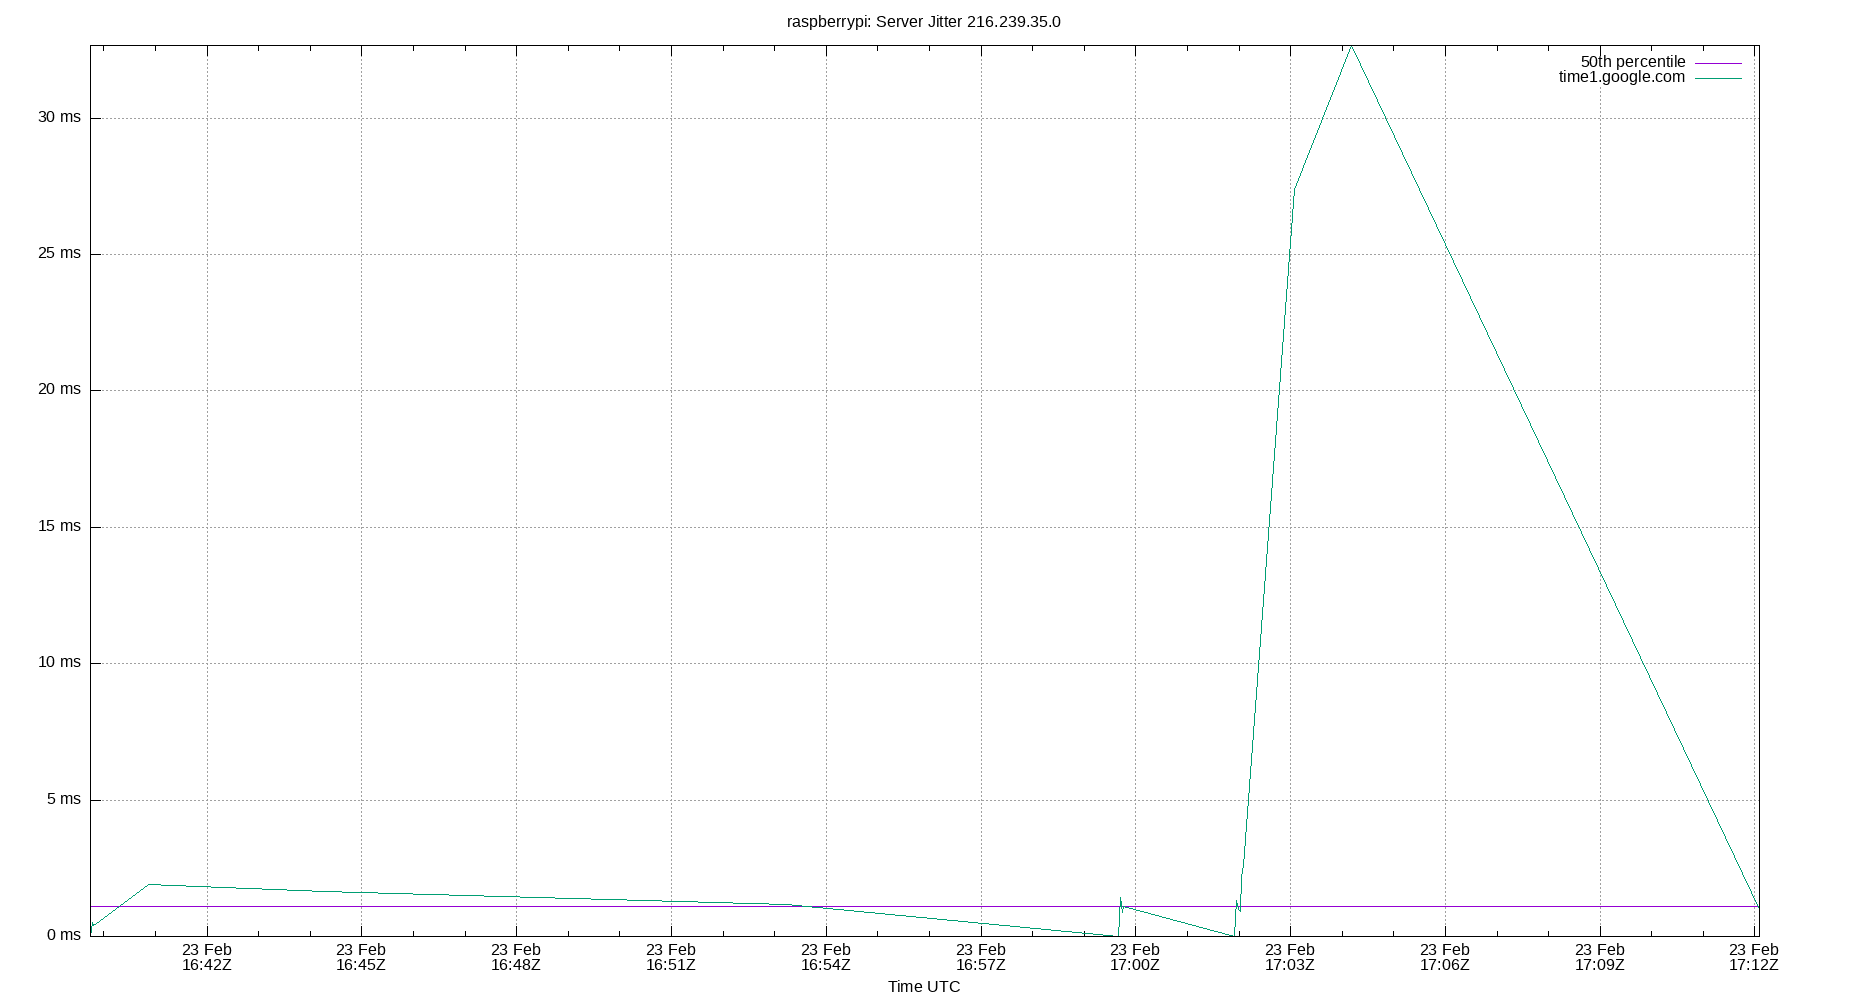 raspberrypi: Server Jitter 216.239.35.0
50th percentile
time1.google.com
30 ms
25 ms
20 ms
15 ms
10 ms
5 ms
0 ms
23 Feb 23 Feb 23 Feb 23 Feb 23 Feb 23 Feb 23 Feb 23 Feb 23 Feb 23 Feb 23 Feb
16:42Z 16:45Z 16:48Z 16:51Z 16:54Z 16:57Z 17:00Z 17:03Z 17:06Z 17:09Z 17:12Z
Time UTC